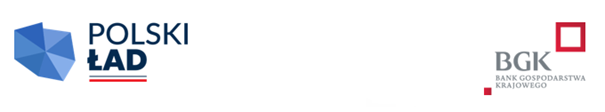 POLSKI
ŁAD
BGK
BANK GOSPODARSTWA
KRAJOWEGO